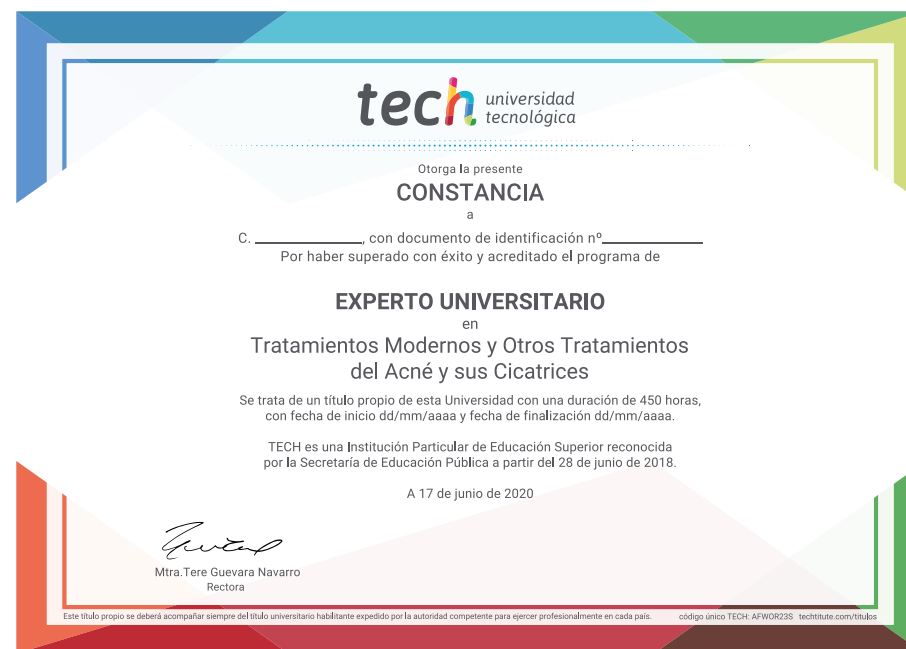 tech universidad
tecnológica
Otorga la presente
CONSTANCIA
a
C. ____________, con documento de identificación nº____________
Por haber superado con éxito y acreditado el programa de
EXPERTO UNIVERSITARIO
en
Tratamientos Modernos y Otros Tratamientos
del Acné y sus Cicatrices
Se trata de un título propio de esta Universidad con una duración de 450 horas,
con fecha de inicio dd/mm/aaaa y fecha de finalización dd/mm/aaaa.
TECH es una Institución Particular de Educación Superior reconocida
por la Secretaría de Educación Pública a partir del 28 de junio de 2018.
A 17 de junio de 2020
Mtra.Tere Guevara Navarro
Rectora
Este título propio se deberá acompañar siempre del título universitario habilitante expedido por la autoridad competente para ejercer profesionalmente en cada país. código único TECH: AFWOR23S techtitute.com/titulos